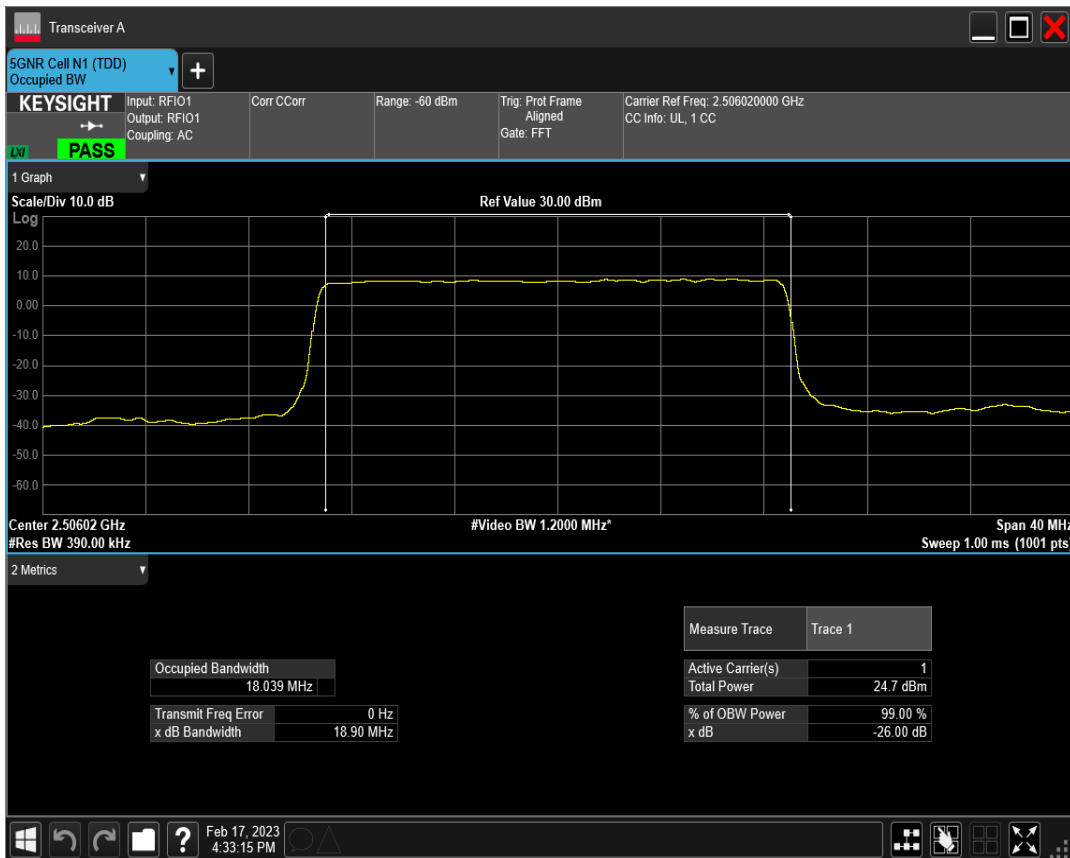 Transceiver A
5GNR Cell N1 (TDD)
Occupied BW
KEYSIGHT
LXI
PASS
Input: RFIO1
Output: RFIO1
Coupling: AC
Corr CCorr
Range: -60 dBm
Trig: Prot Frame
Aligned
Gate: FFT
Carrier Ref Freq: 2.506020000 GHz
CC Info: UL, 1 CC
1 Graph
Scale/Div 10.0 dB
Ref Value 30.00 dBm
Log
20.0
10.0
0.00
-10.0
-20.0
-30.0
-40.0
-50.0
-60.0
Center 2.50602 GHz
#Video BW 1.2000 MHz*
Span 40 MHz
#Res BW 390.00 kHz
Sweep 1.00 ms (1001 pts)
2 Metrics
Measure Trace Trace 1
Occupied Bandwidth
18.039 MHz
Active Carrier(s) 1
Total Power 24.7 dBm
Transmit Freq Error 0 Hz
x dB Bandwidth 18.90 MHz
% of OBW Power 99.00 %
x dB -26.00 dB
?
Feb 17, 2023
4:33:15 PM